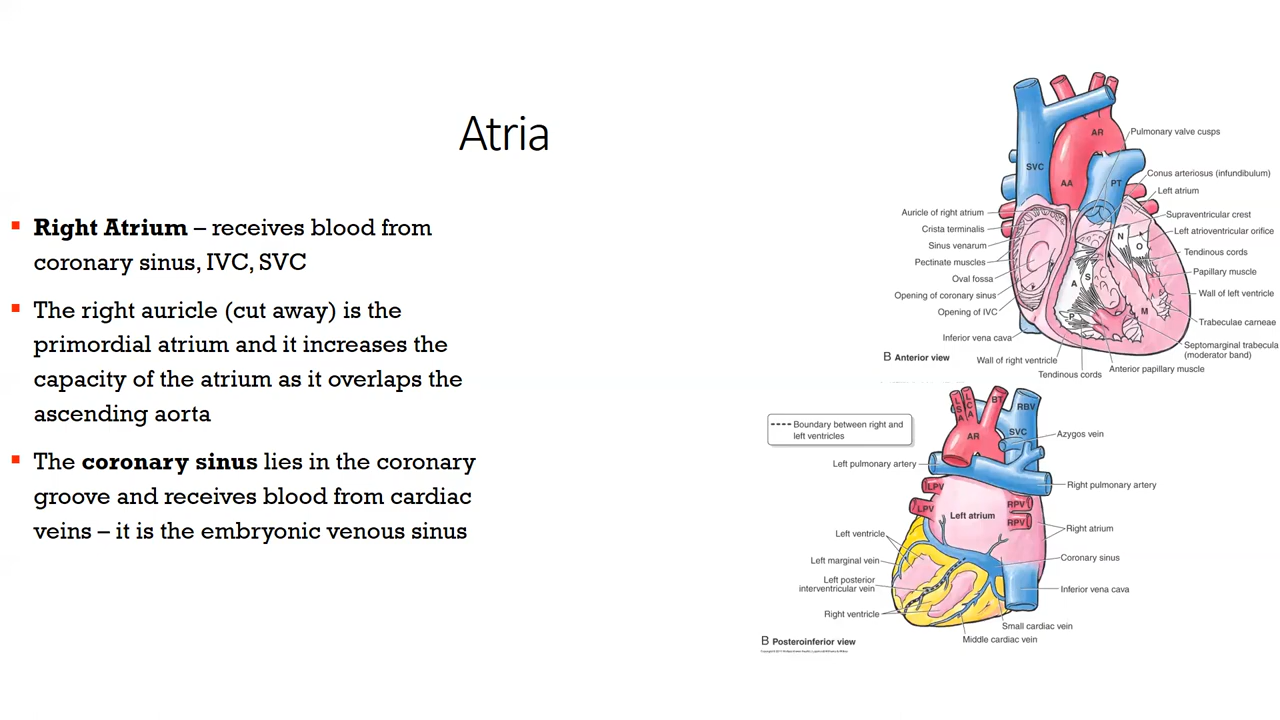 Atria
Right Atrium – receives blood from
coronary sinus, IVC, SVC
The right auricle (cut away) is the
primordial atrium and it increases the
capacity of the atrium as it overlaps the
ascending aorta
The coronary sinus lies in the coronary
groove and receives blood from cardiac
veins – it is the embryonic venous sinus
AR
SVC
AA
PT
N
O
A
S
P
M
Auricle of right atrium
Crista terminalis
Sinus venarum
Pectinate muscles
Oval fossa
Opening of coronary sinus
Opening of IVC
Inferior vena cava
Wall of right ventricle
Tendinous cords
Pulmonary valve cusps
Conus arteriosus (infundibulum)
Left atrium
Supraventricular crest
Left atrioventricular orifice
Tendinous cords
Papillary muscle
Wall of left ventricle
Trabeculae carneae
Septomarginal trabecula
(moderator band)
Anterior papillary muscle
B Anterior view
Boundary between right and
left ventricles
LSA
LCA
BT
RBV
AR
SVC
Azygos vein
Left pulmonary artery
Right pulmonary artery
LPV
LPV
RPV
RPV
Left atrium
Right atrium
Left ventricle
Left marginal vein
Left posterior
interventricular vein
Right ventricle
Coronary sinus
Inferior vena cava
Small cardiac vein
Middle cardiac vein
B Posteroinferior view